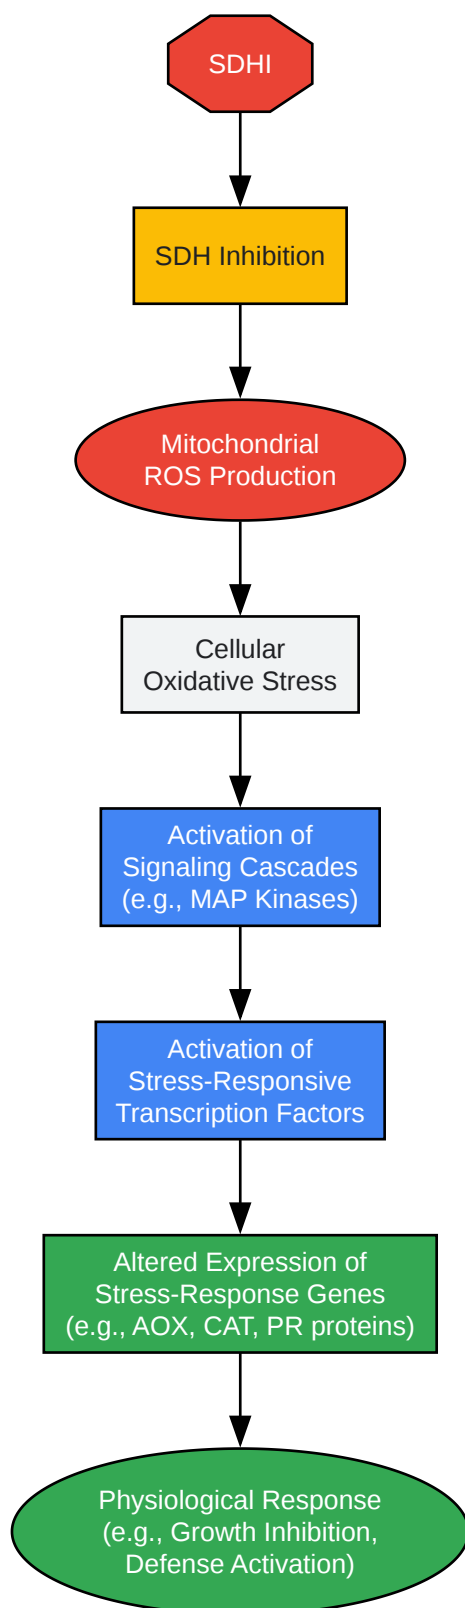 SDHI
SDH Inhibition
Mitochondrial
ROS Production
Cellular
Oxidative Stress
Activation of
Signaling Cascades
(e.g., MAP Kinases)
Activation of
Stress-Responsive
Transcription Factors
Altered Expression of
Stress-Response Genes
(e.g., AOX, CAT, PR proteins)
Physiological Response
(e.g., Growth Inhibition,
Defense Activation)